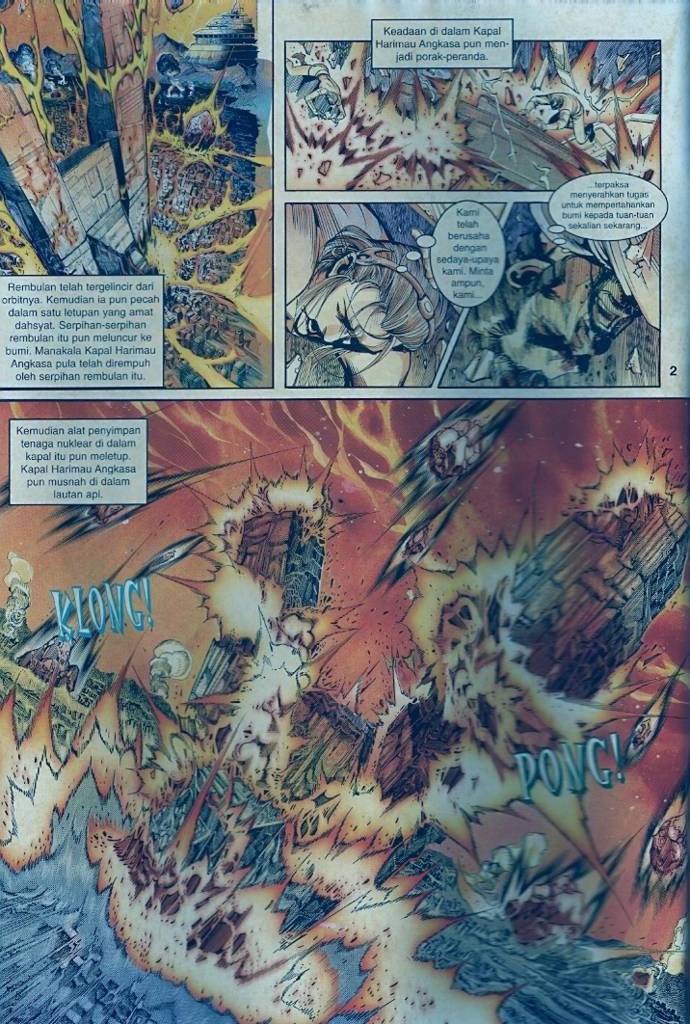 Rembulan telah tergelincir dari
orbitnya. Kemudian ia pun pecah
dalam satu letupan yang amat
dahsyat. Serpihan-serpihan
rembulan itu pun meluncur ke
bumi. Manakala Kapal Harimau
Angkasa pula telah dirempuh
oleh serpihan rembulan itu.
Keadaan di dalam Kapal
Harimau Angkasa pun men-
jadi porak-peranda.
Kami
telah
berusaha
dengan
sedaya-upaya
kami. Minta
ampun,
kami...
...terpaksa
menyerahkan tugas
untuk mempertahankan
bumi kepada tuan-tuan
sekalian sekarang...
2
Kemudian alat penyimpan
tenaga nuklear di dalam
kapal itu pun meletup.
Kapal Harimau Angkasa
pun musnah di dalam
lautan api.
KLONG!
PONG!